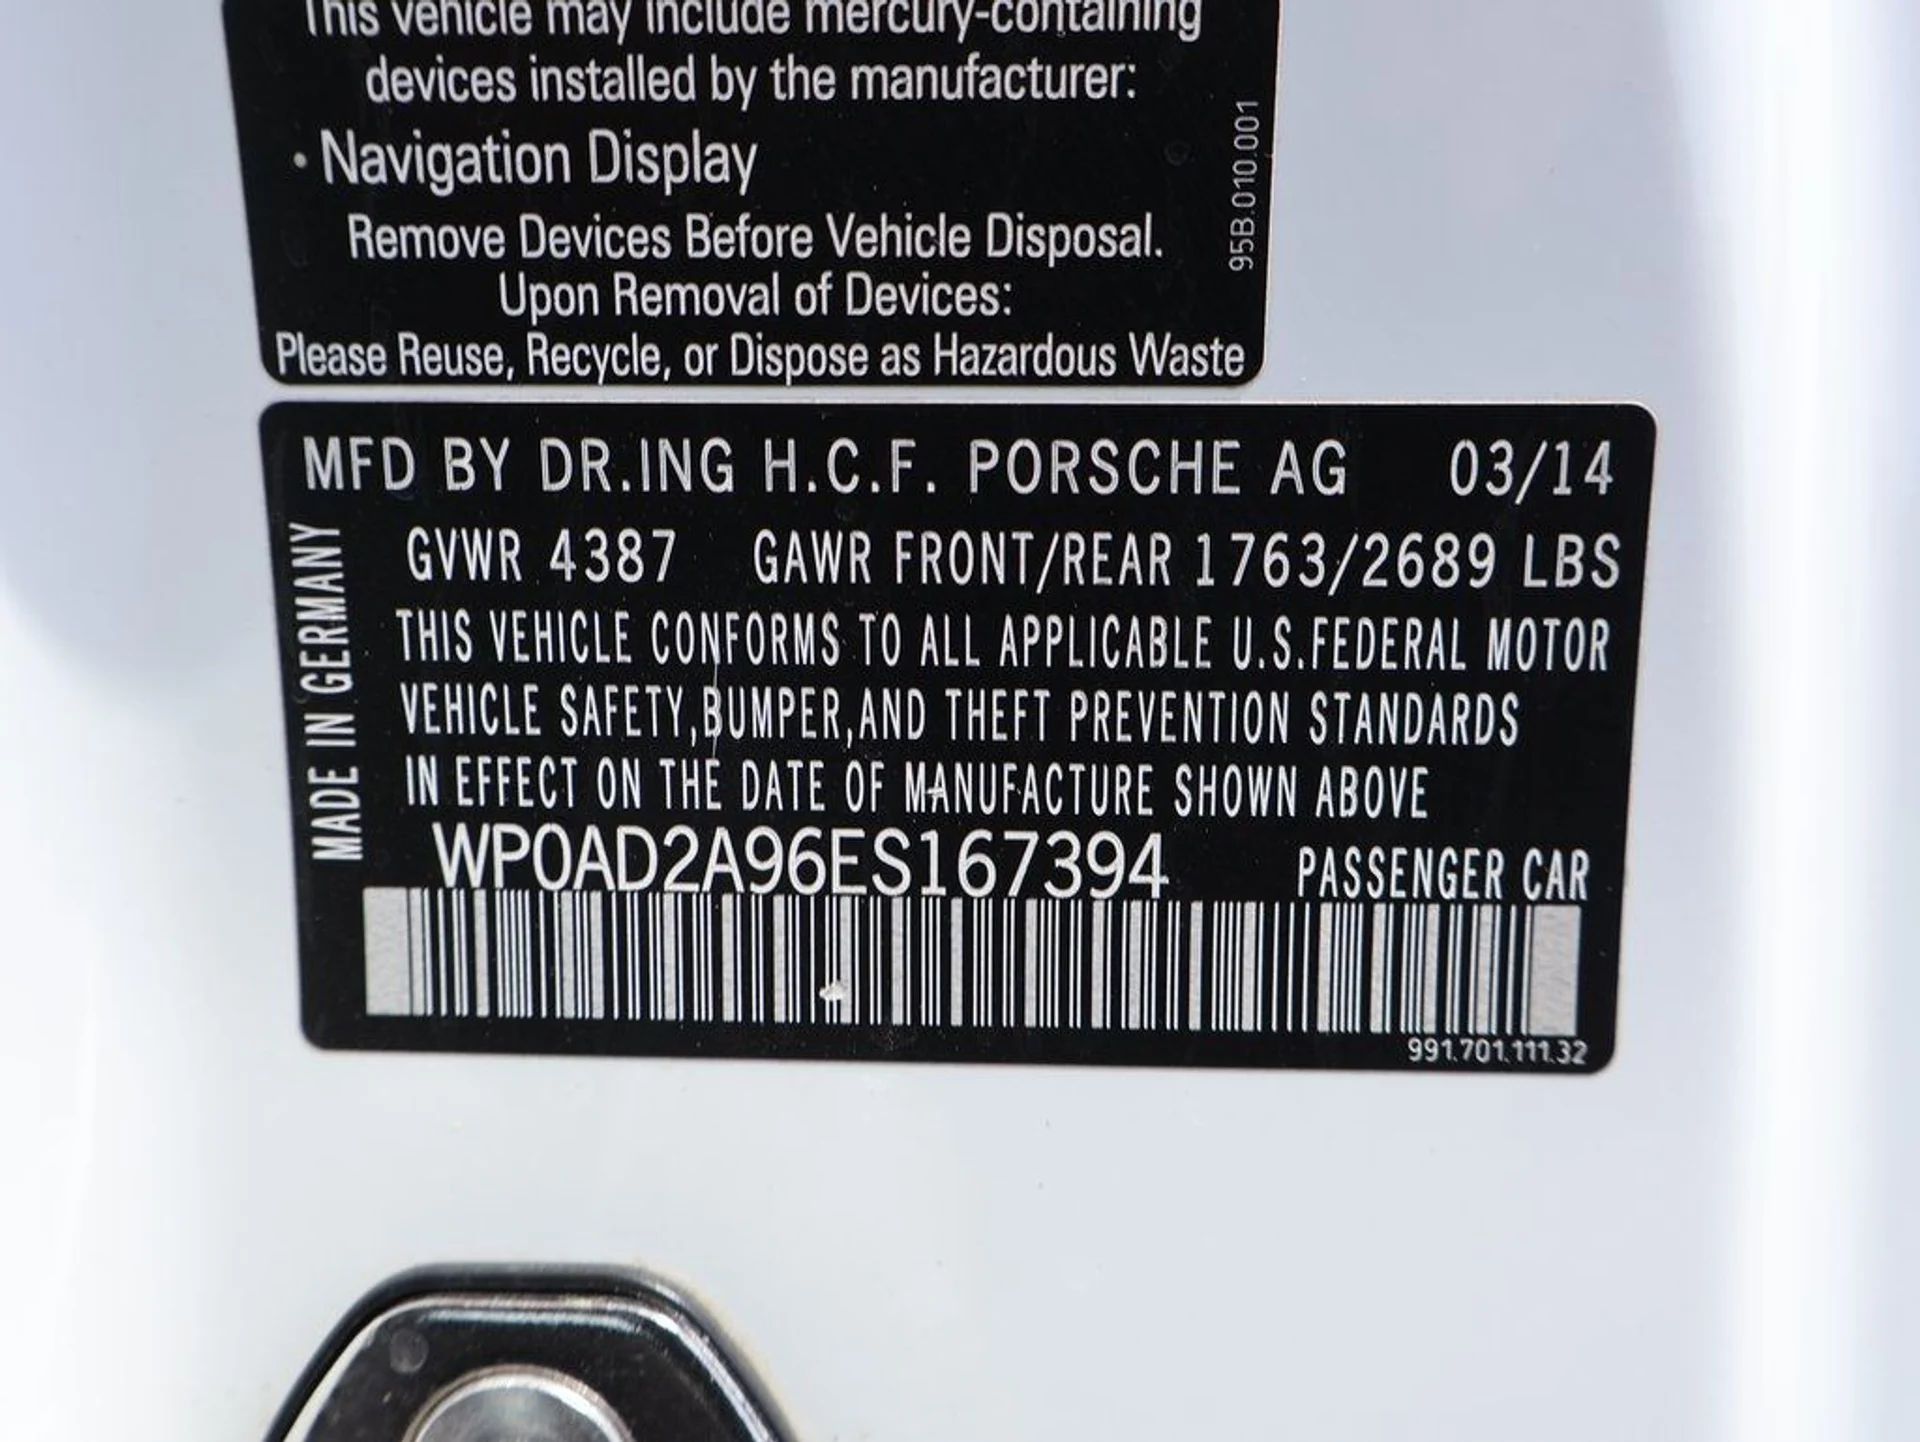 This vehicle may include mercury-containing
devices installed by the manufacturer:
· Navigation Display
Remove Devices Before Vehicle Disposal.
Upon Removal of Devices:
Please Reuse, Recycle, or Dispose as Hazardous Waste
95B.010.001
MFD BY DR.ING H.C.F. PORSCHE AG 03/14
GVWR 4387 GAWR FRONT/REAR 1763/2689 LBS
THIS VEHICLE CONFORMS TO ALL APPLICABLE U.S.FEDERAL MOTOR
VEHICLE SAFETY,BUMPER,AND THEFT PREVENTION STANDARDS
IN EFFECT ON THE DATE OF MANUFACTURE SHOWN ABOVE
WP0AD2A96ES167394 PASSENGER CAR
MADE IN GERMANY
991.701.111.32